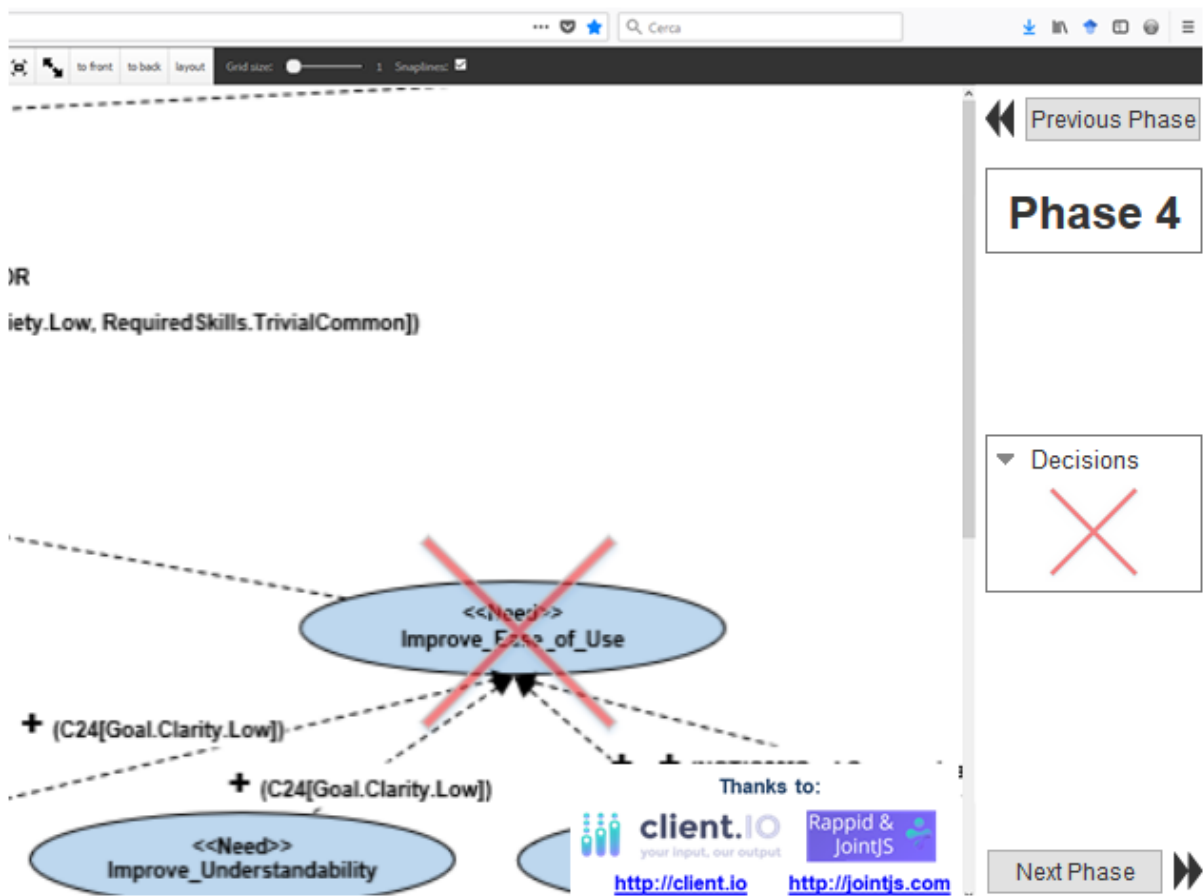 Cerca
to front to back layout Grid size: 1 Snaplines:
Previous Phase
Phase 4
OR
iety.Low, RequiredSkills.TrivialCommon])
Decisions
<<Need>>
Improve_Ease_of_Use
+ (C24[Goal.Clarity.Low])
+ (C24[Goal.Clarity.Low])
+ +
Thanks to:
client.IO
your input, our output
Rappid &
JointJS
http://client.io http://jointjs.com
<<Need>>
Improve_Understandability
Next Phase